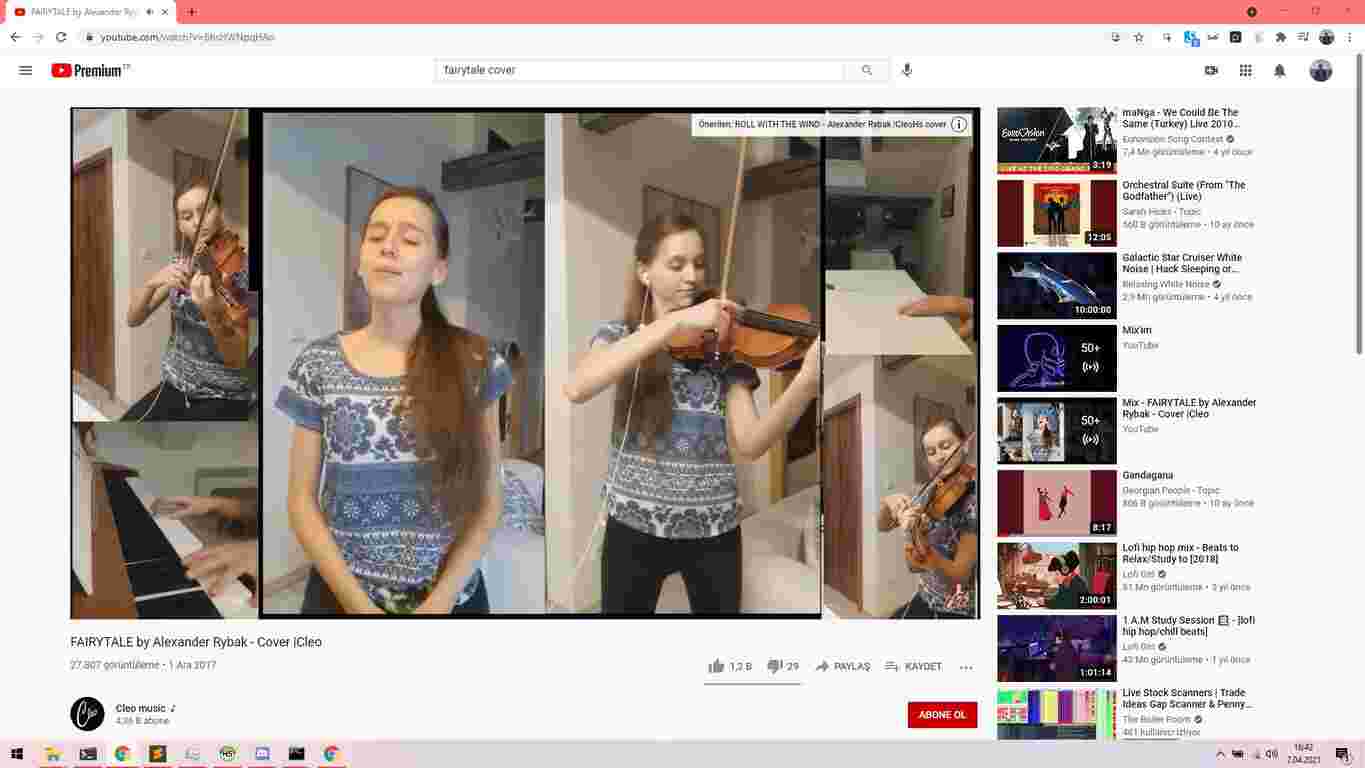 FAIRYTALE by Alexander Ryb
youtube.com/watch?v=
Premium TR
fairytale cover
Önerilen: ROLL WITH THE WIND - Alexander Rybak |CleoHs cover
FAIRYTALE by Alexander Rybak - Cover |Cleo
27.807 görüntüleme • 1 Ara 2017
1,2 B
29
PAYLAŞ
KAYDET
Cleo
Cleo music ♪
4,36 B abone
ABONE OL
EUROVISION
3:19
maNga - We Could Be The
Same (Turkey) Live 2010...
Eurovision Song Contest
7,4 Mn görüntüleme • 4 yıl önce
12:05
Orchestral Suite (From "The
Godfather") (Live)
Sarah Hicks - Topic
560 B görüntüleme • 10 ay önce
10:00:00
Galactic Star Cruiser White
Noise | Hack Sleeping or...
Relaxing White Noise
2,9 Mn görüntüleme • 4 yıl önce
50+
Mix'im
YouTube
50+
Mix - FAIRYTALE by Alexander
Rybak - Cover |Cleo
YouTube
8:17
Gandagana
Georgian People - Topic
806 B görüntüleme • 10 ay önce
2:00:01
Lofi hip hop mix - Beats to
Relax/Study to [2018]
Lofi Girl
51 Mn görüntüleme • 3 yıl önce
1:01:14
1 A.M Study Session 📚 - [lofi
hip hop/chill beats]
Lofi Girl
43 Mn görüntüleme • 1 yıl önce
Live Stock Scanners | Trade
Ideas Gap Scanner & Penny...
The Boiler Room
461 kullanıcı izliyor
16:42
7.04.2021